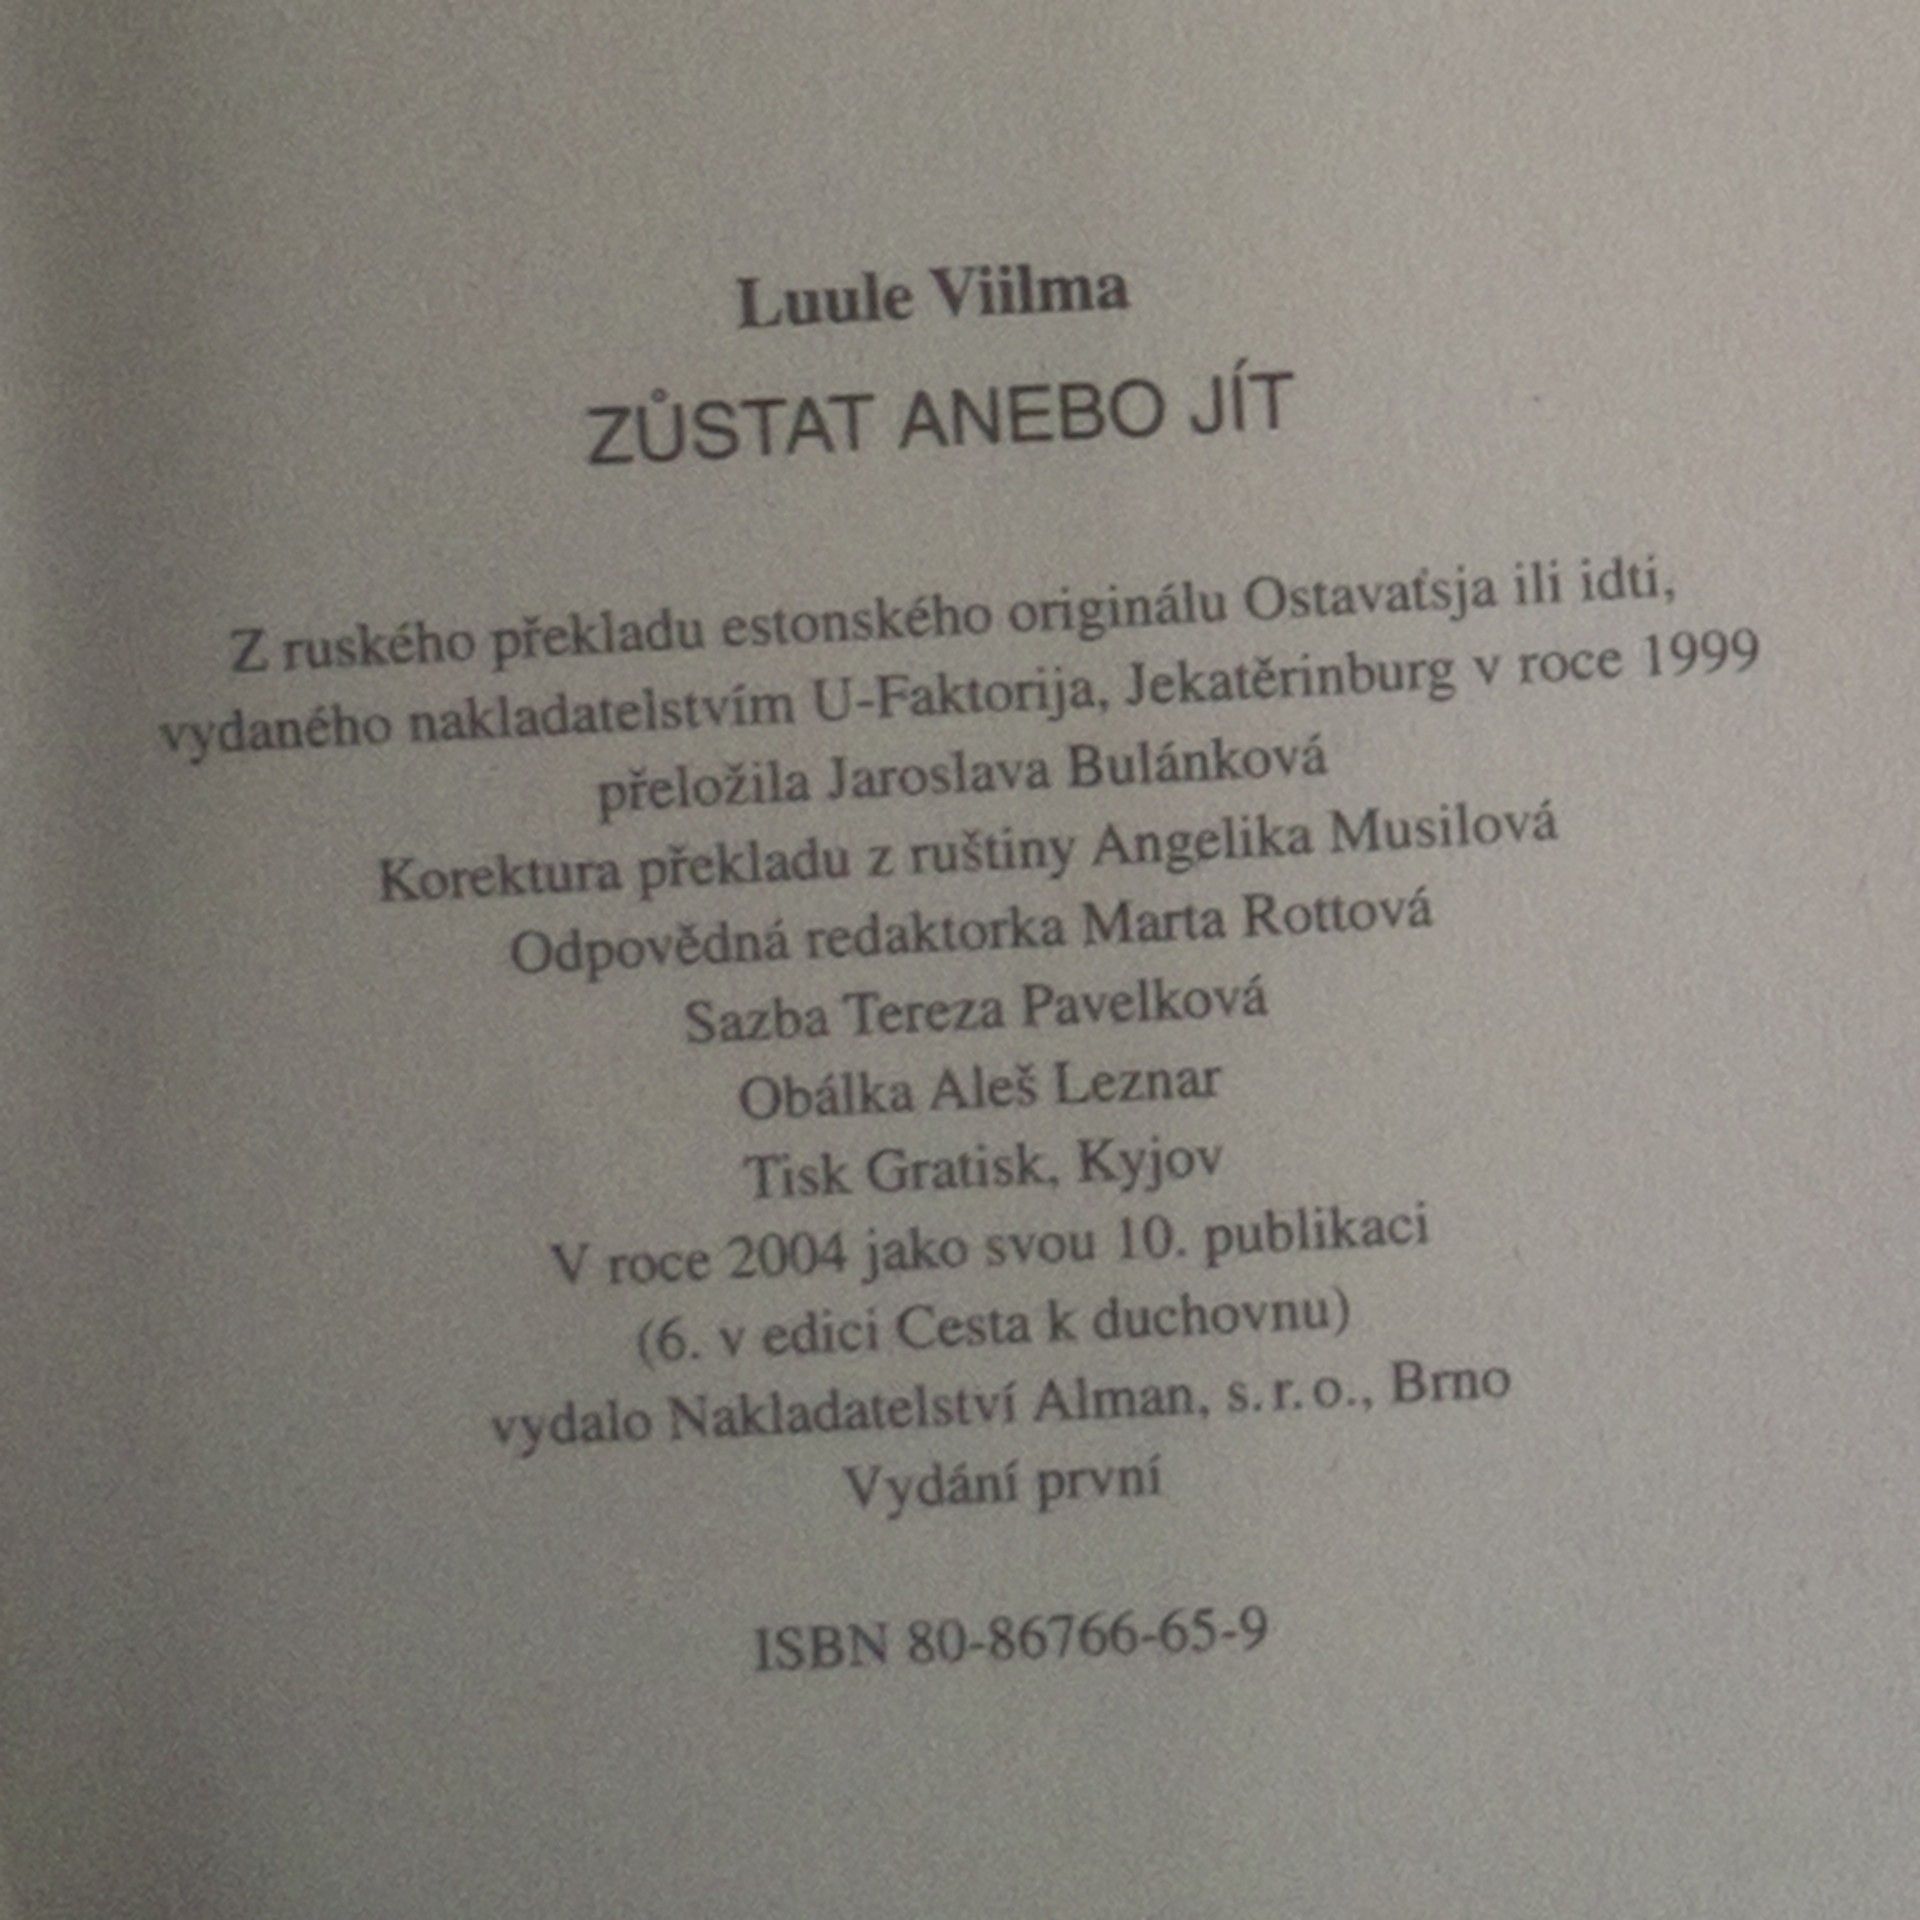 Luule Viilma
ZŮSTAT ANEBO JÍT
Z ruského překladu estonského originálu Ostavaťsja ili idti,
vydaného nakladatelstvím U-Faktorija, Jekatěrinburg v roce 1999
přeložila Jaroslava Bulánková
Korektura překladu z ruštiny Angelika Musilová
Odpovědná redaktorka Marta Rottová
Sazba Tereza Pavelková
Obálka Aleš Leznar
Tisk Gratisk, Kyjov
V roce 2004 jako svou 10. publikaci
(6. v edici Cesta k duchovnu)
vydalo Nakladatelství Alman, s. r. o., Brno
Vydání první
ISBN 80-86766-65-9